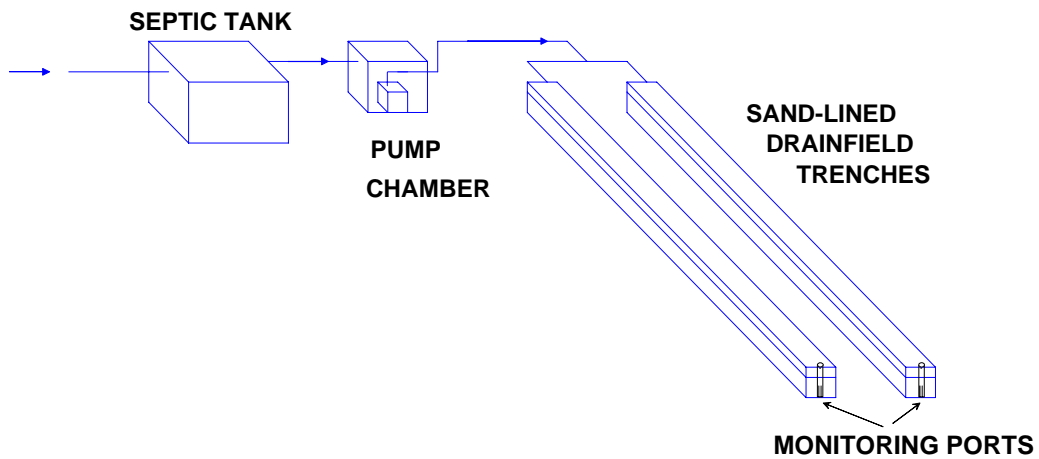 SEPTIC TANK
PUMP
CHAMBER
SAND-LINED
DRAINFIELD
TRENCHES
MONITORING PORTS